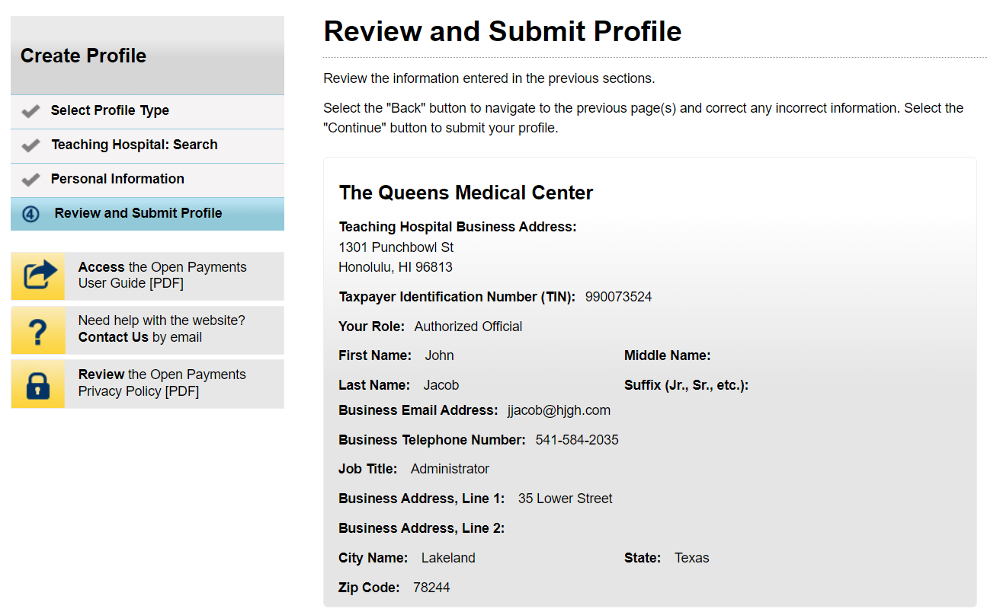 Create Profile
Select Profile Type
Teaching Hospital: Search
Personal Information
4 Review and Submit Profile
Access the Open Payments
User Guide [PDF]
? Need help with the website?
Contact Us by email
Review the Open Payments
Privacy Policy [PDF]
Review and Submit Profile
Review the information entered in the previous sections.
Select the "Back" button to navigate to the previous page(s) and correct any incorrect information. Select the
"Continue" button to submit your profile.
The Queens Medical Center
Teaching Hospital Business Address:
1301 Punchbowl St
Honolulu, HI 96813
Taxpayer Identification Number (TIN): 990073524
Your Role: Authorized Official
First Name: John Middle Name:
Last Name: Jacob Suffix (Jr., Sr., etc.):
Business Email Address: jjacob@hjgh.com
Business Telephone Number: 541-584-2035
Job Title: Administrator
Business Address, Line 1: 35 Lower Street
Business Address, Line 2:
City Name: Lakeland State: Texas
Zip Code: 78244